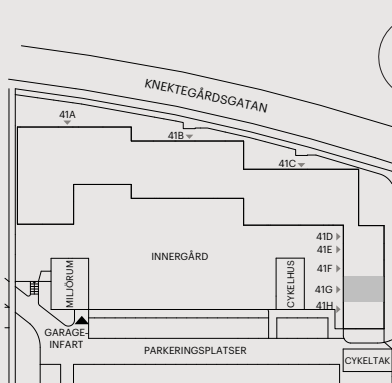 KNEKTEGÅRDSGATAN
41A
41B
41C
41D
41E
41F
41G
41H
INNERGÅRD
MILJÖRUM
CYKELHUS
GARAGE-
INFART
PARKERINGSPLATSER
CYKELTAK